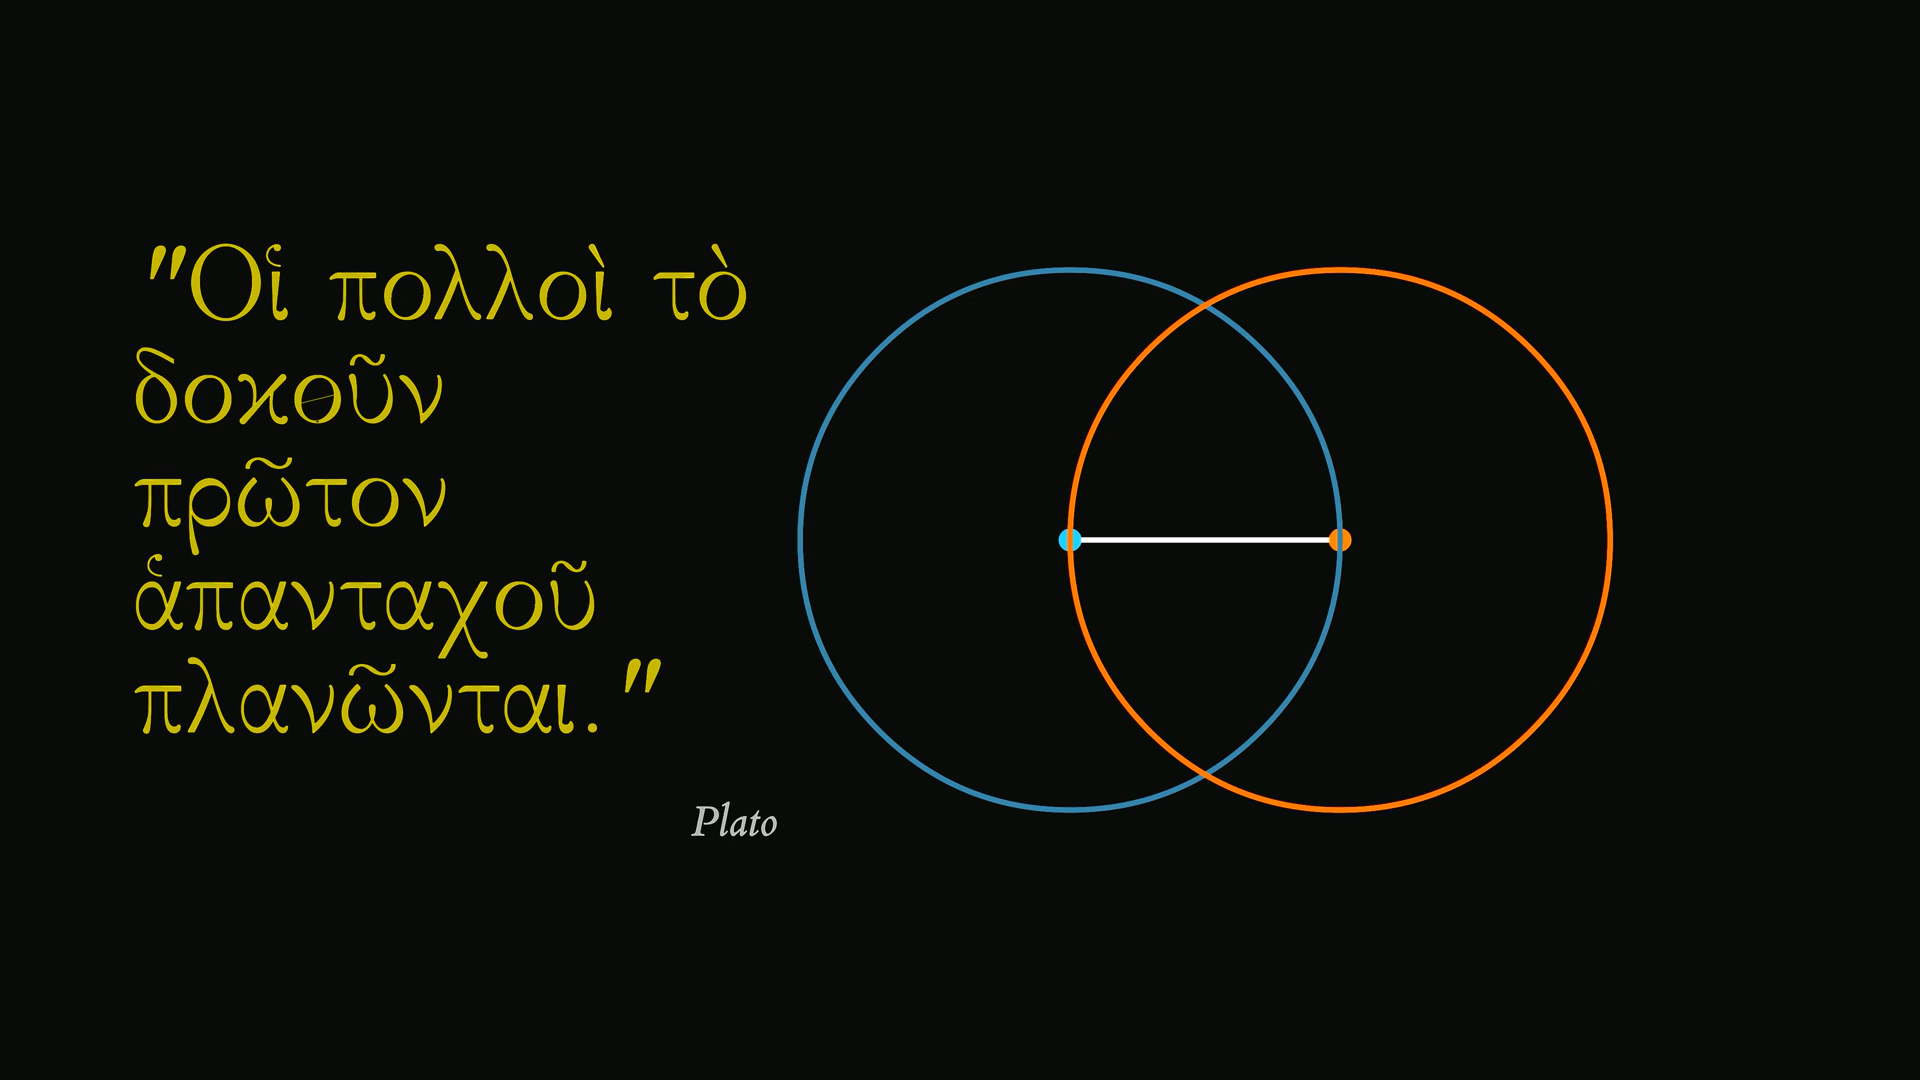 "Οἱ πολλοὶ τὸ
δοκοῦν
πρῶτον
ἁπανταχοῦ
πλανῶνται."
Plato